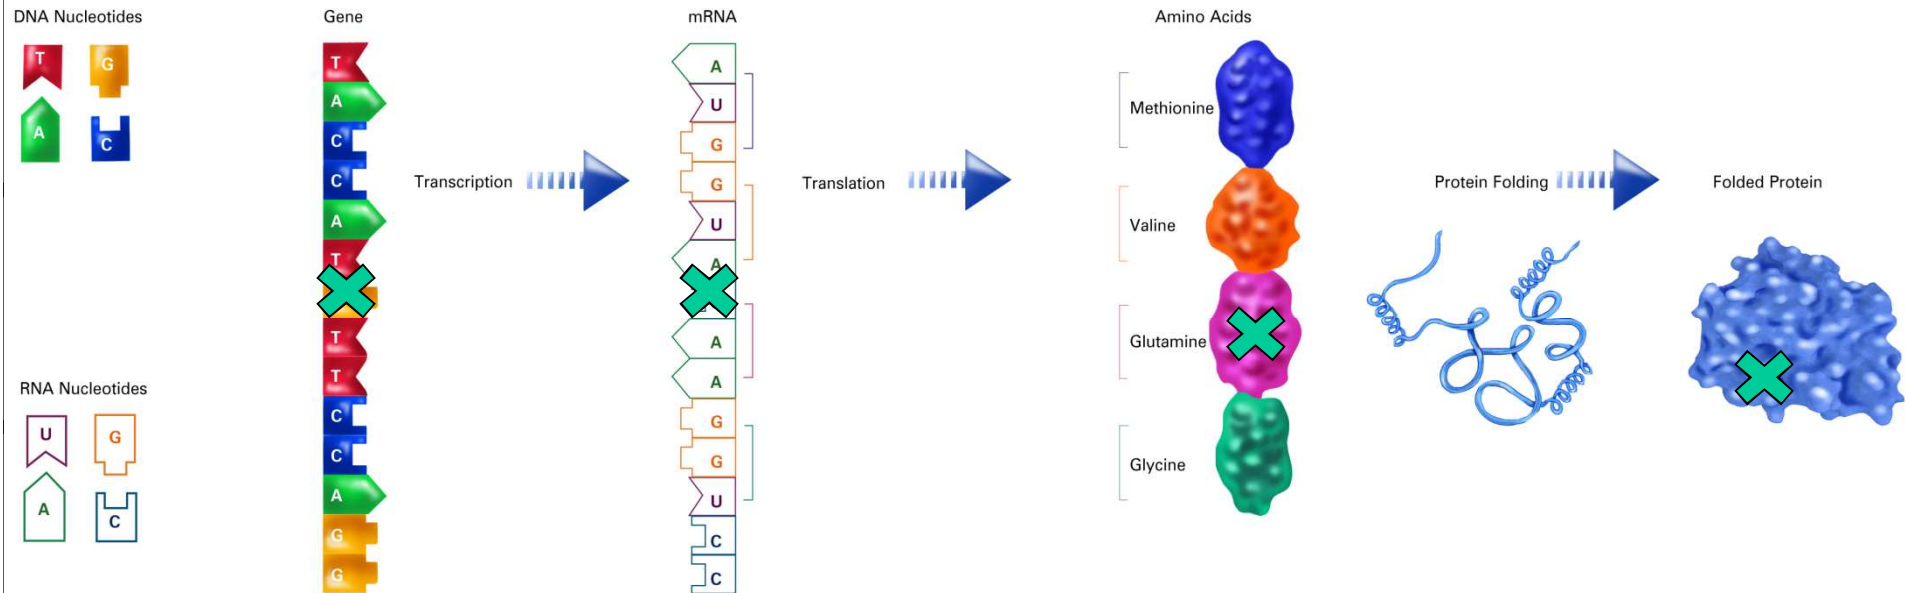 DNA Nucleotides
T
G
A
C
RNA Nucleotides
U
G
A
C
Gene
T
A
C
C
A
T
T
T
C
C
A
G
G
Transcription
mRNA
A
U
G
G
U
A
A
A
G
G
U
C
C
Translation
Amino Acids
Methionine
Valine
Glutamine
Glycine
Protein Folding
Folded Protein